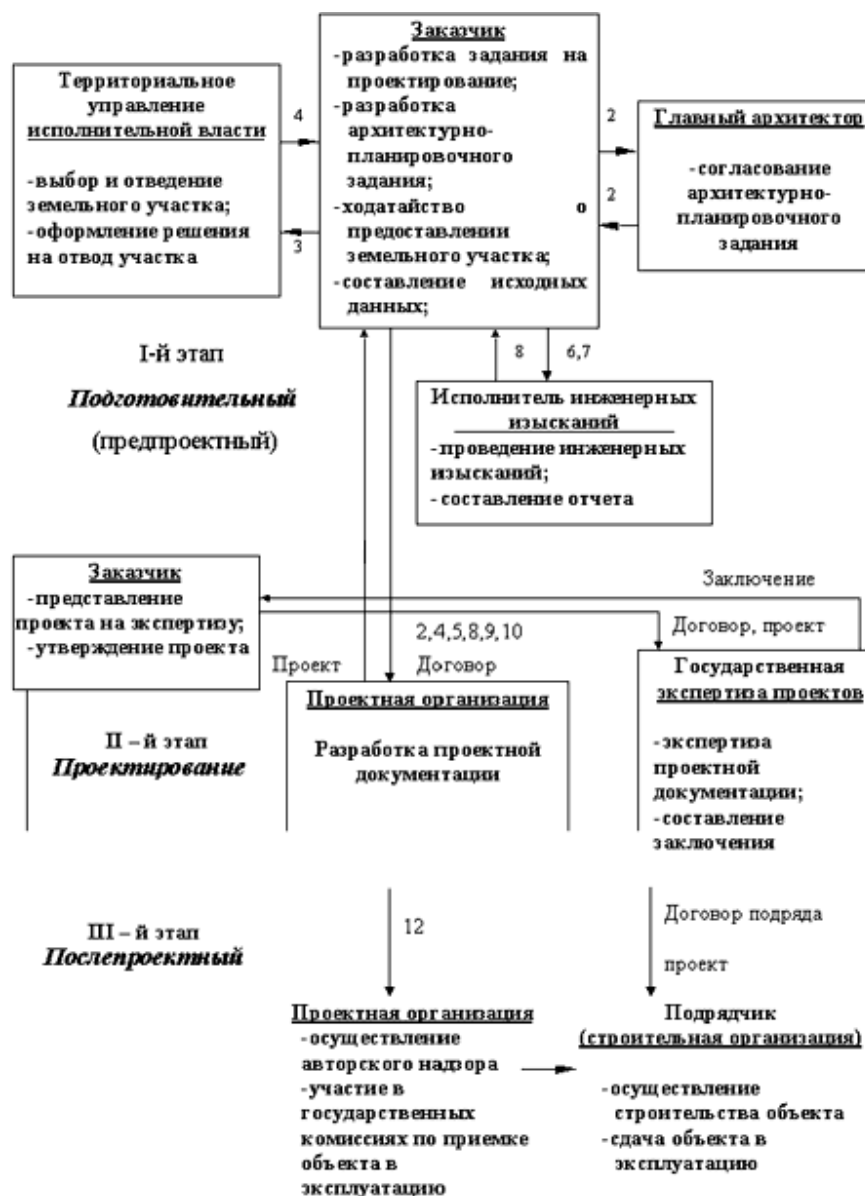 Заказчик
-разработка задания на
проектирование;
-разработка
архитектурно-
планировочного
задания;
-ходатайство о
предоставлении
земельного участка;
-составление исходных
данных;
Территориальное
управление
исполнительной власти
-выбор и отведение
земельного участка;
-оформление решения
на отвод участка
4
3
2
2
Главный архитектор
-согласование
архитектурно-
планировочного
задания
I-й этап
Подготовительный
(предпроектный)
8
6,7
Исполнитель инженерных
изысканий
-проведение инженерных
изысканий;
-составление отчета
Заказчик
-представление
проекта на экспертизу;
-утверждение проекта
Заключение
2,4,5,8,9,10
Договор, проект
Проект
Договор
Проектная организация
Разработка проектной
документации
Государственная
экспертиза проектов
-экспертиза
проектной
документации;
-составление
заключения
II – й этап
Проектирование
III – й этап
Послепроектный
12
Договор подряда
проект
Проектная организация
-осуществление
авторского надзора
-участие в
государственных
комиссиях по приемке
объекта в
эксплуатацию
Подрядчик
(строительная организация)
-осуществление
строительства объекта
-сдача объекта в
эксплуатацию